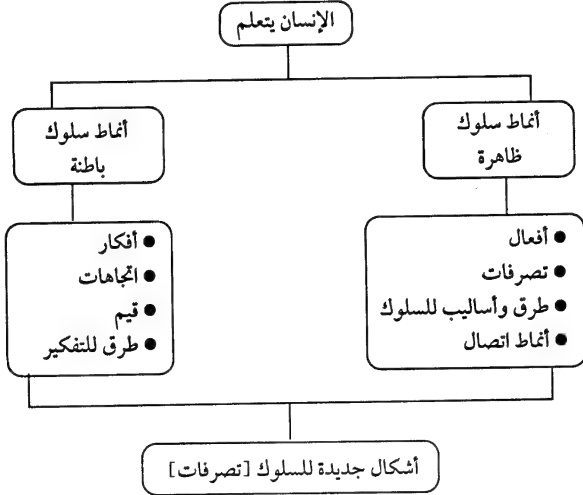 الإنسان يتعلم
أنماط سلوك
ظاهرة
أنماط سلوك
باطنة
● أفعال
● تصرفات
● طرق وأساليب للسلوك
● أنماط اتصال
● أفكار
● اتجاهات
● قيم
● طرق للتفكير
أشكال جديدة للسلوك [تصرفات]